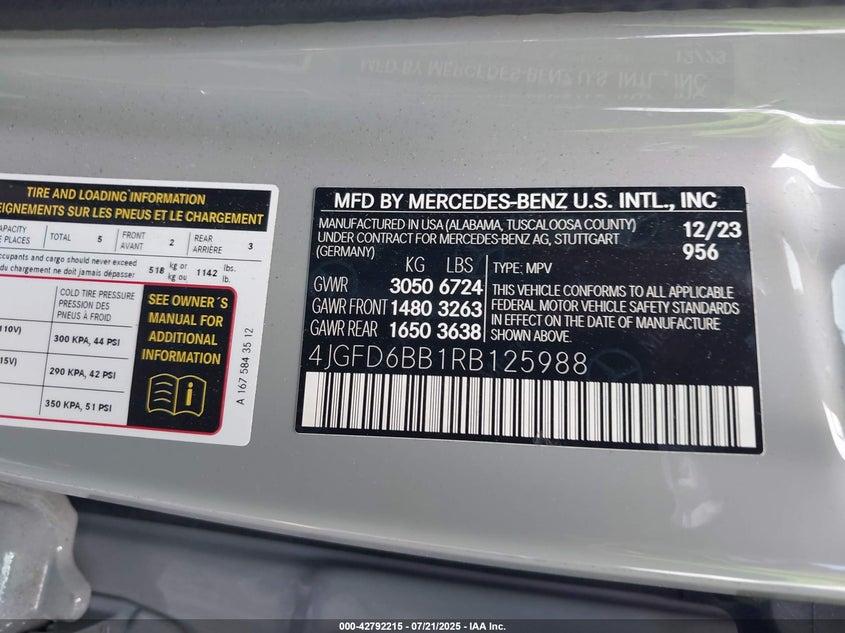 TIRE AND LOADING INFORMATION
EIGNEMENTS SUR LES PNEUS ET LE CHARGEMENT
APACITY
E PLACES
TOTAL 5
FRONT
AVANT
2
REAR
ARRIÈRE
3
ccupants and cargo should never exceed
u chargement ne doit jamais dépasser
518 kg or
kg ou
1142 lbs.
lb.
COLD TIRE PRESSURE
PRESSION DES
PNEUS À FROID
110V)
300 KPA, 44 PSI
15V)
290 KPA, 42 PSI
350 KPA, 51 PSI
SEE OWNER´S
MANUAL FOR
ADDITIONAL
INFORMATION
A 167 584 35 12
MFD BY MERCEDES-BENZ U.S. INTL., INC
MANUFACTURED IN USA (ALABAMA, TUSCALOOSA COUNTY)
UNDER CONTRACT FOR MERCEDES-BENZ AG, STUTTGART
(GERMANY)
12/23
956
KG LBS
GVWR 3050 6724
GAWR FRONT 1480 3263
GAWR REAR 1650 3638
TYPE: MPV
THIS VEHICLE CONFORMS TO ALL APPLICABLE
FEDERAL MOTOR VEHICLE SAFETY STANDARDS
IN EFFECT ON THE DATE OF MANUFACTURE
SHOWN ABOVE.
4JGFD6BB1RB125988
000-42792215 - 07/21/2025 - IAA Inc.